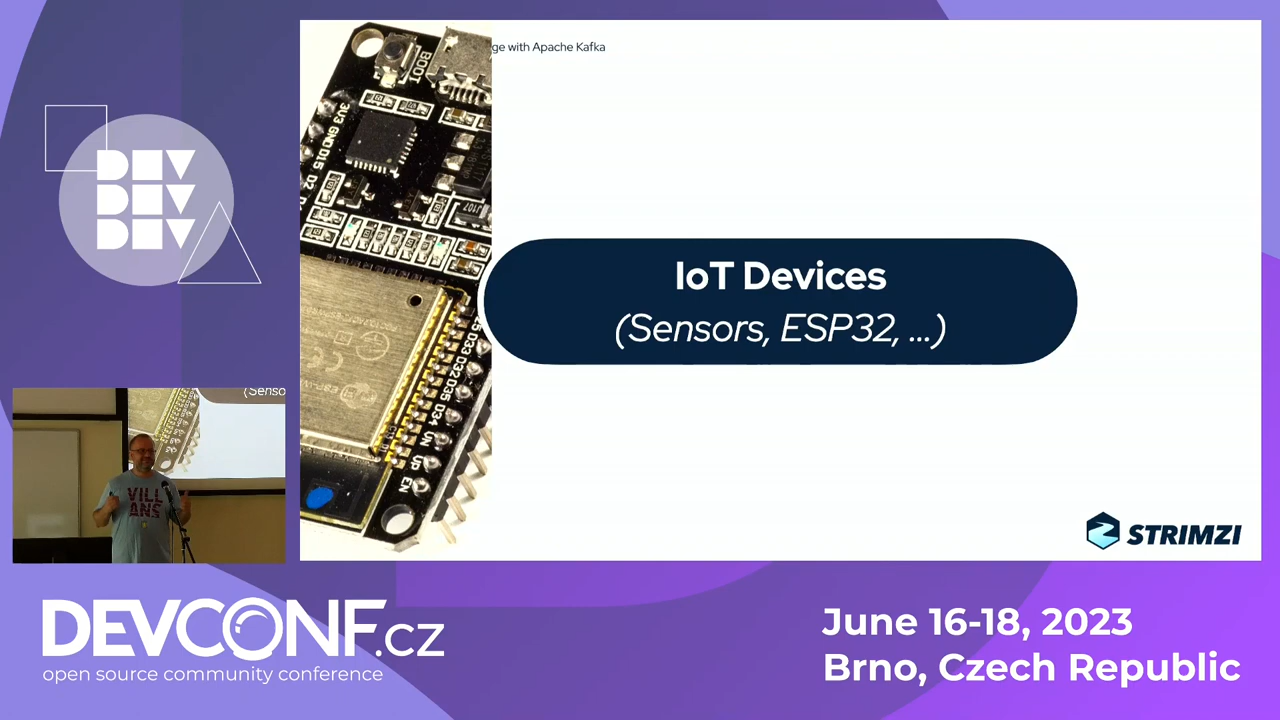 ge with Apache Kafka
BOOT
3V3 GND D15 D2
J107
IoT Devices
(Sensors, ESP32, ...)
D33 D32 D35 D34 VN VP EN
STRIMZI
DEV
DEV
DEV
(Senso
VILL
ANS
DEVCONF.cz
open source community conference
June 16-18, 2023
Brno, Czech Republic